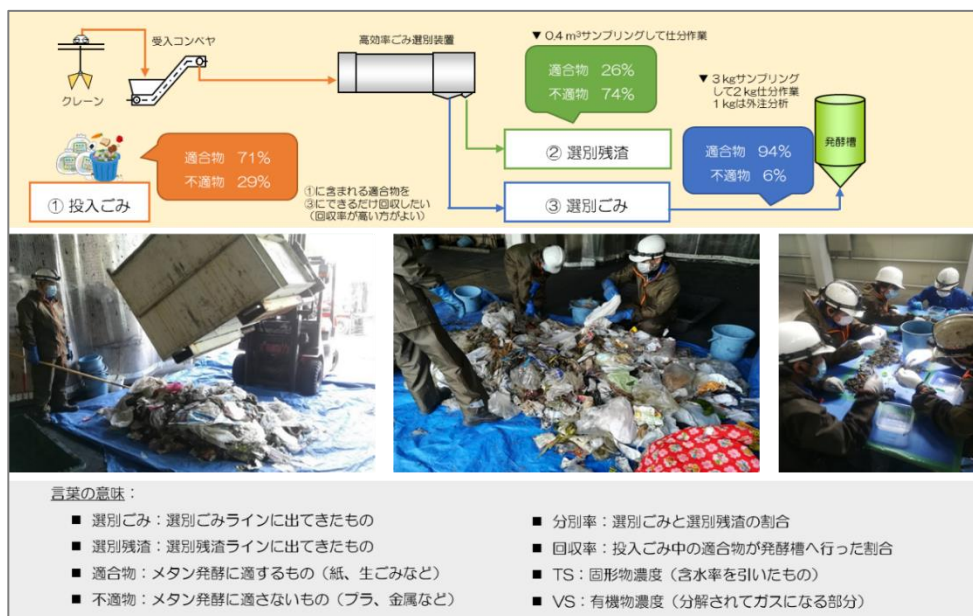 受入コンベヤ
高効率ごみ選別装置
▼ 0.4 m³サンプリングして仕分作業
クレーン
適合物 26%
不適物 74%
▼ 3 kgサンプリング
して2 kg仕分作業
1 kgは外注分析
発酵槽
適合物 71%
不適物 29%
② 選別残渣
適合物 94%
不適物 6%
① 投入ごみ
①に含まれる適合物を
③にできるだけ回収したい
(回収率が高い方がよい)
③ 選別ごみ
言葉の意味:
■ 選別ごみ:選別ごみラインに出てきたもの
■ 選別残渣:選別残渣ラインに出てきたもの
■ 適合物:メタン発酵に適するもの(紙、生ごみなど)
■ 不適物:メタン発酵に適さないもの(プラ、金属など)
■ 分別率:選別ごみと選別残渣の割合
■ 回収率:投入ごみ中の適合物が発酵槽へ行った割合
■ TS:固形物濃度(含水率を引いたもの)
■ VS:有機物濃度(分解されてガスになる部分)